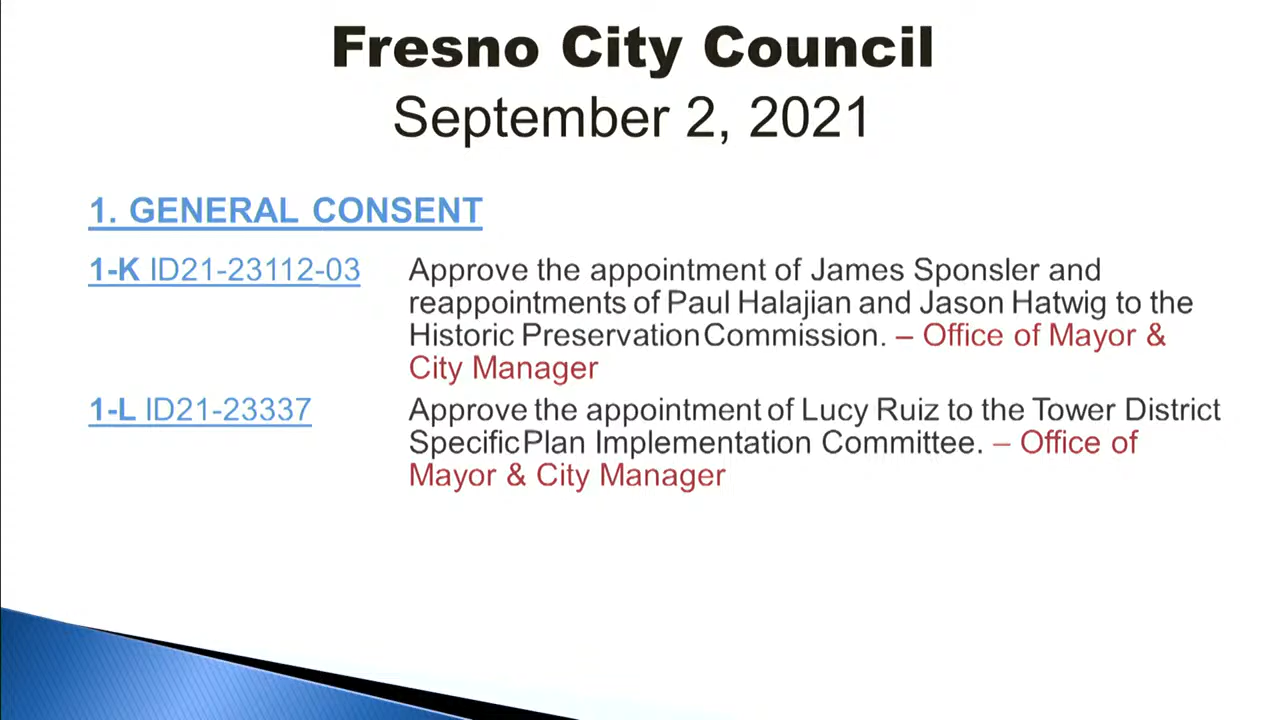 Fresno City Council
September 2, 2021
1. GENERAL CONSENT
1-K ID21-23112-03 Approve the appointment of James Sponsler and
reappointments of Paul Halajian and Jason Hatwig to the
Historic Preservation Commission. – Office of Mayor &
City Manager
1-L ID21-23337 Approve the appointment of Lucy Ruiz to the Tower District
Specific Plan Implementation Committee. – Office of
Mayor & City Manager